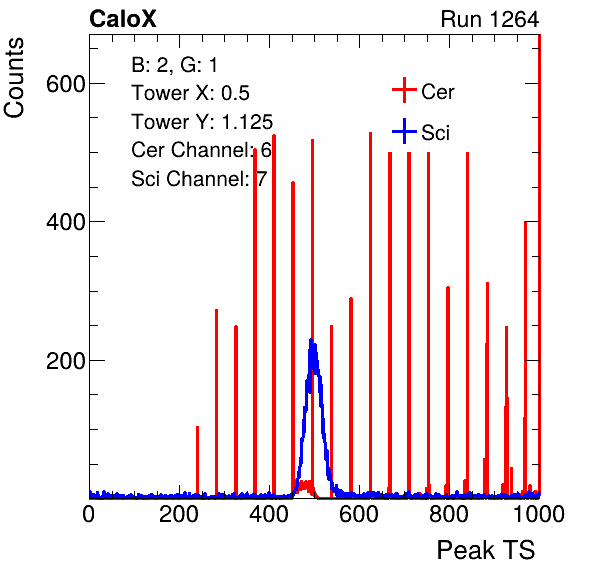 CaloX Run 1264
Counts
B: 2, G: 1
Tower X: 0.5
Tower Y: 1.125
Cer Channel: 6
Sci Channel: 7
Cer
Sci
600
400
200
0 200 400 600 800 1000
Peak TS